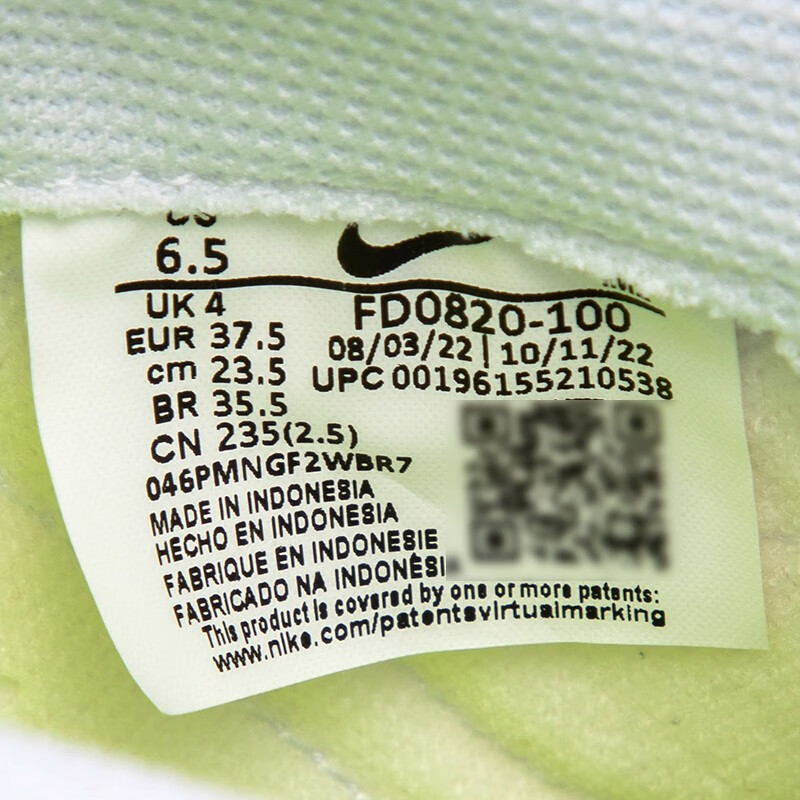 US
6.5
UK 4
EUR 37.5
cm 23.5
BR 35.5
CN 235(2.5)
FD0820-100
08/03/22 | 10/11/22
UPC 00196155210538
046PMNGF2WBR7
MADE IN INDONESIA
HECHO EN INDONESIA
FABRIQUE EN INDONESIE
FABRICADO NA INDONÉSI
This product is covered by one or more patents:
www.nike.com/patentsvirtualmarking